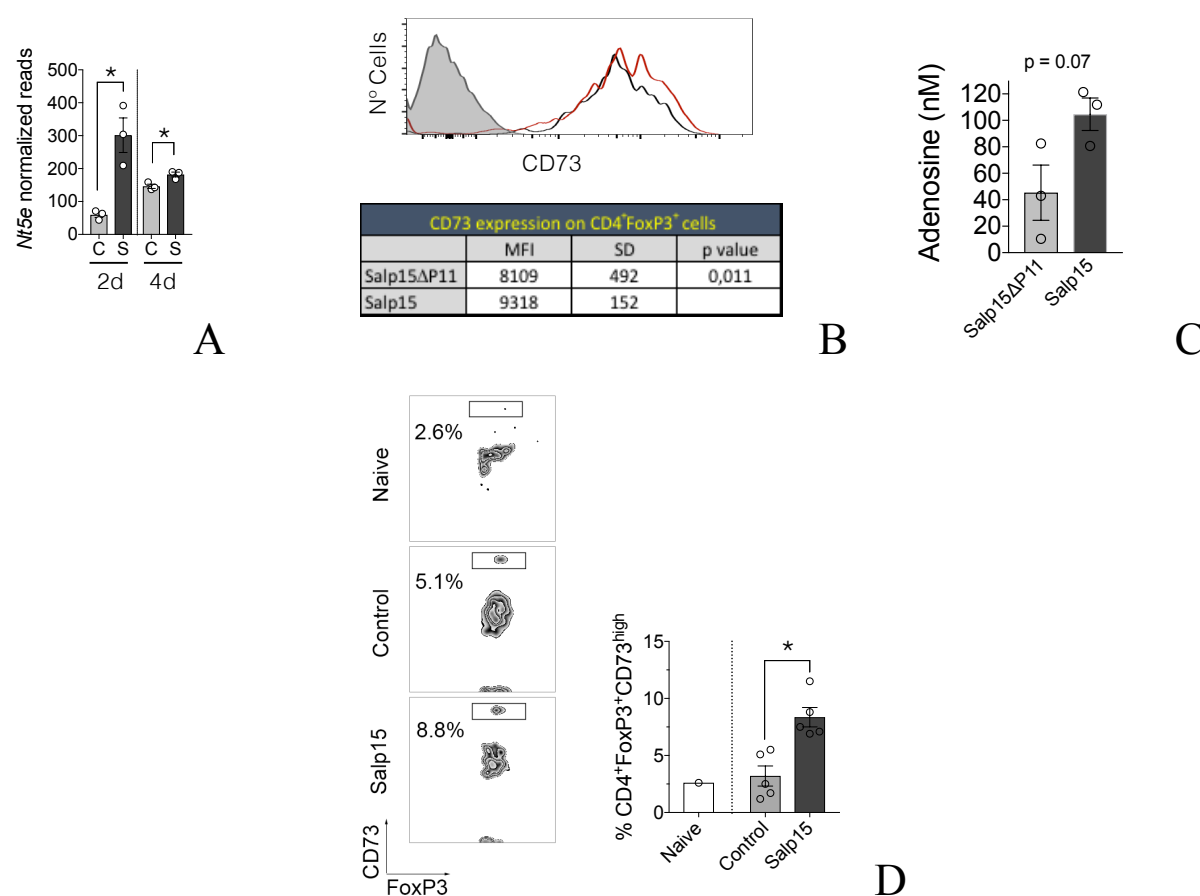 Nt5e normalized reads
500
400
300
200
100
0
*
*
C S C S
2d 4d
A
Nº Cells
CD73
CD73 expression on CD4⁺FoxP3⁺ cells
MFI SD p value
Salp15ΔP11 8109 492 0,011
Salp15 9318 152
B
Adenosine (nM)
p = 0.07
120
100
80
60
40
20
0
Salp15ΔP11
Salp15
C
Naive
2.6%
Control
5.1%
Salp15
8.8%
CD73
FoxP3
% CD4⁺FoxP3⁺CD73ʰⁱᵍʰ
15
10
5
0
*
Naive
Control
Salp15
D